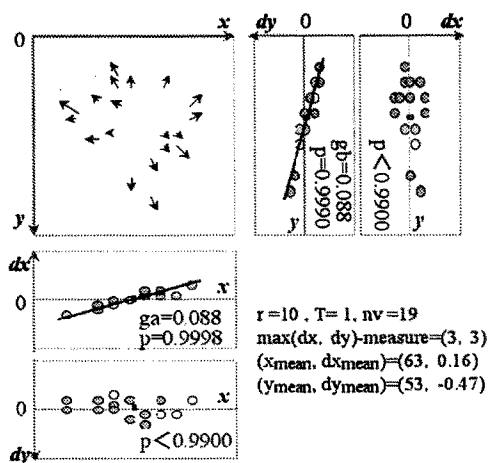 0 x
y
dy 0
gb=0.088
p=0.9990
y
0 dx
p<0.9900
y
dx
0
x
ga=0.088
p=0.9998
0
x
p<0.9900
dy
r=10 , T= 1, nv=19
max(dx, dy)-measure=(3, 3)
(xmean, dxmean)=(63, 0.16)
(ymean, dymean)=(53, -0.47)